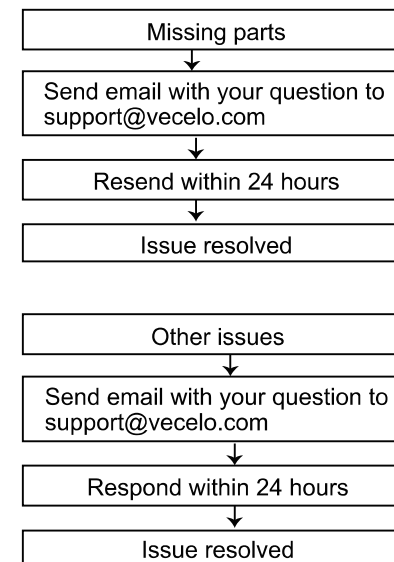 Missing parts
Send email with your question to
support@vecelo.com
Resend within 24 hours
Issue resolved
Other issues
Send email with your question to
support@vecelo.com
Respond within 24 hours
Issue resolved